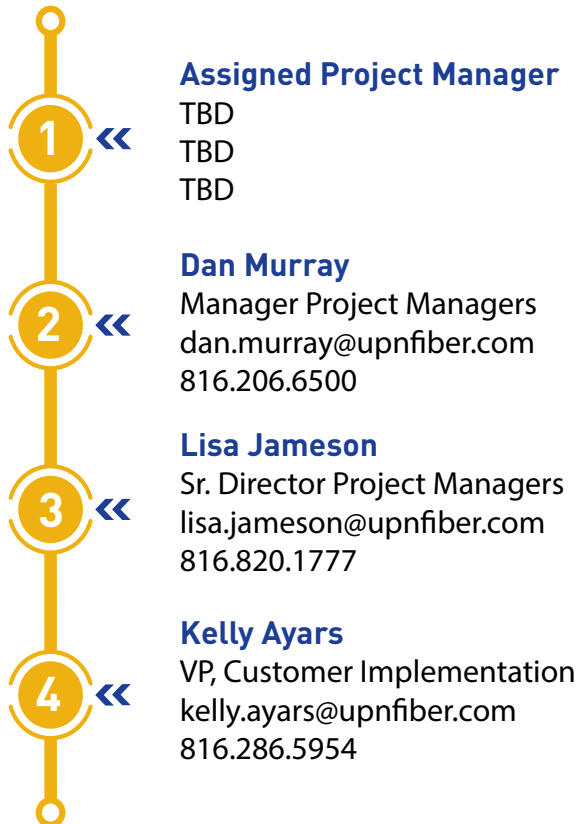 1
Assigned Project Manager
TBD
TBD
TBD
2
Dan Murray
Manager Project Managers
dan.murray@upnfiber.com
816.206.6500
3
Lisa Jameson
Sr. Director Project Managers
lisa.jameson@upnfiber.com
816.820.1777
4
Kelly Ayars
VP, Customer Implementation
kelly.ayars@upnfiber.com
816.286.5954